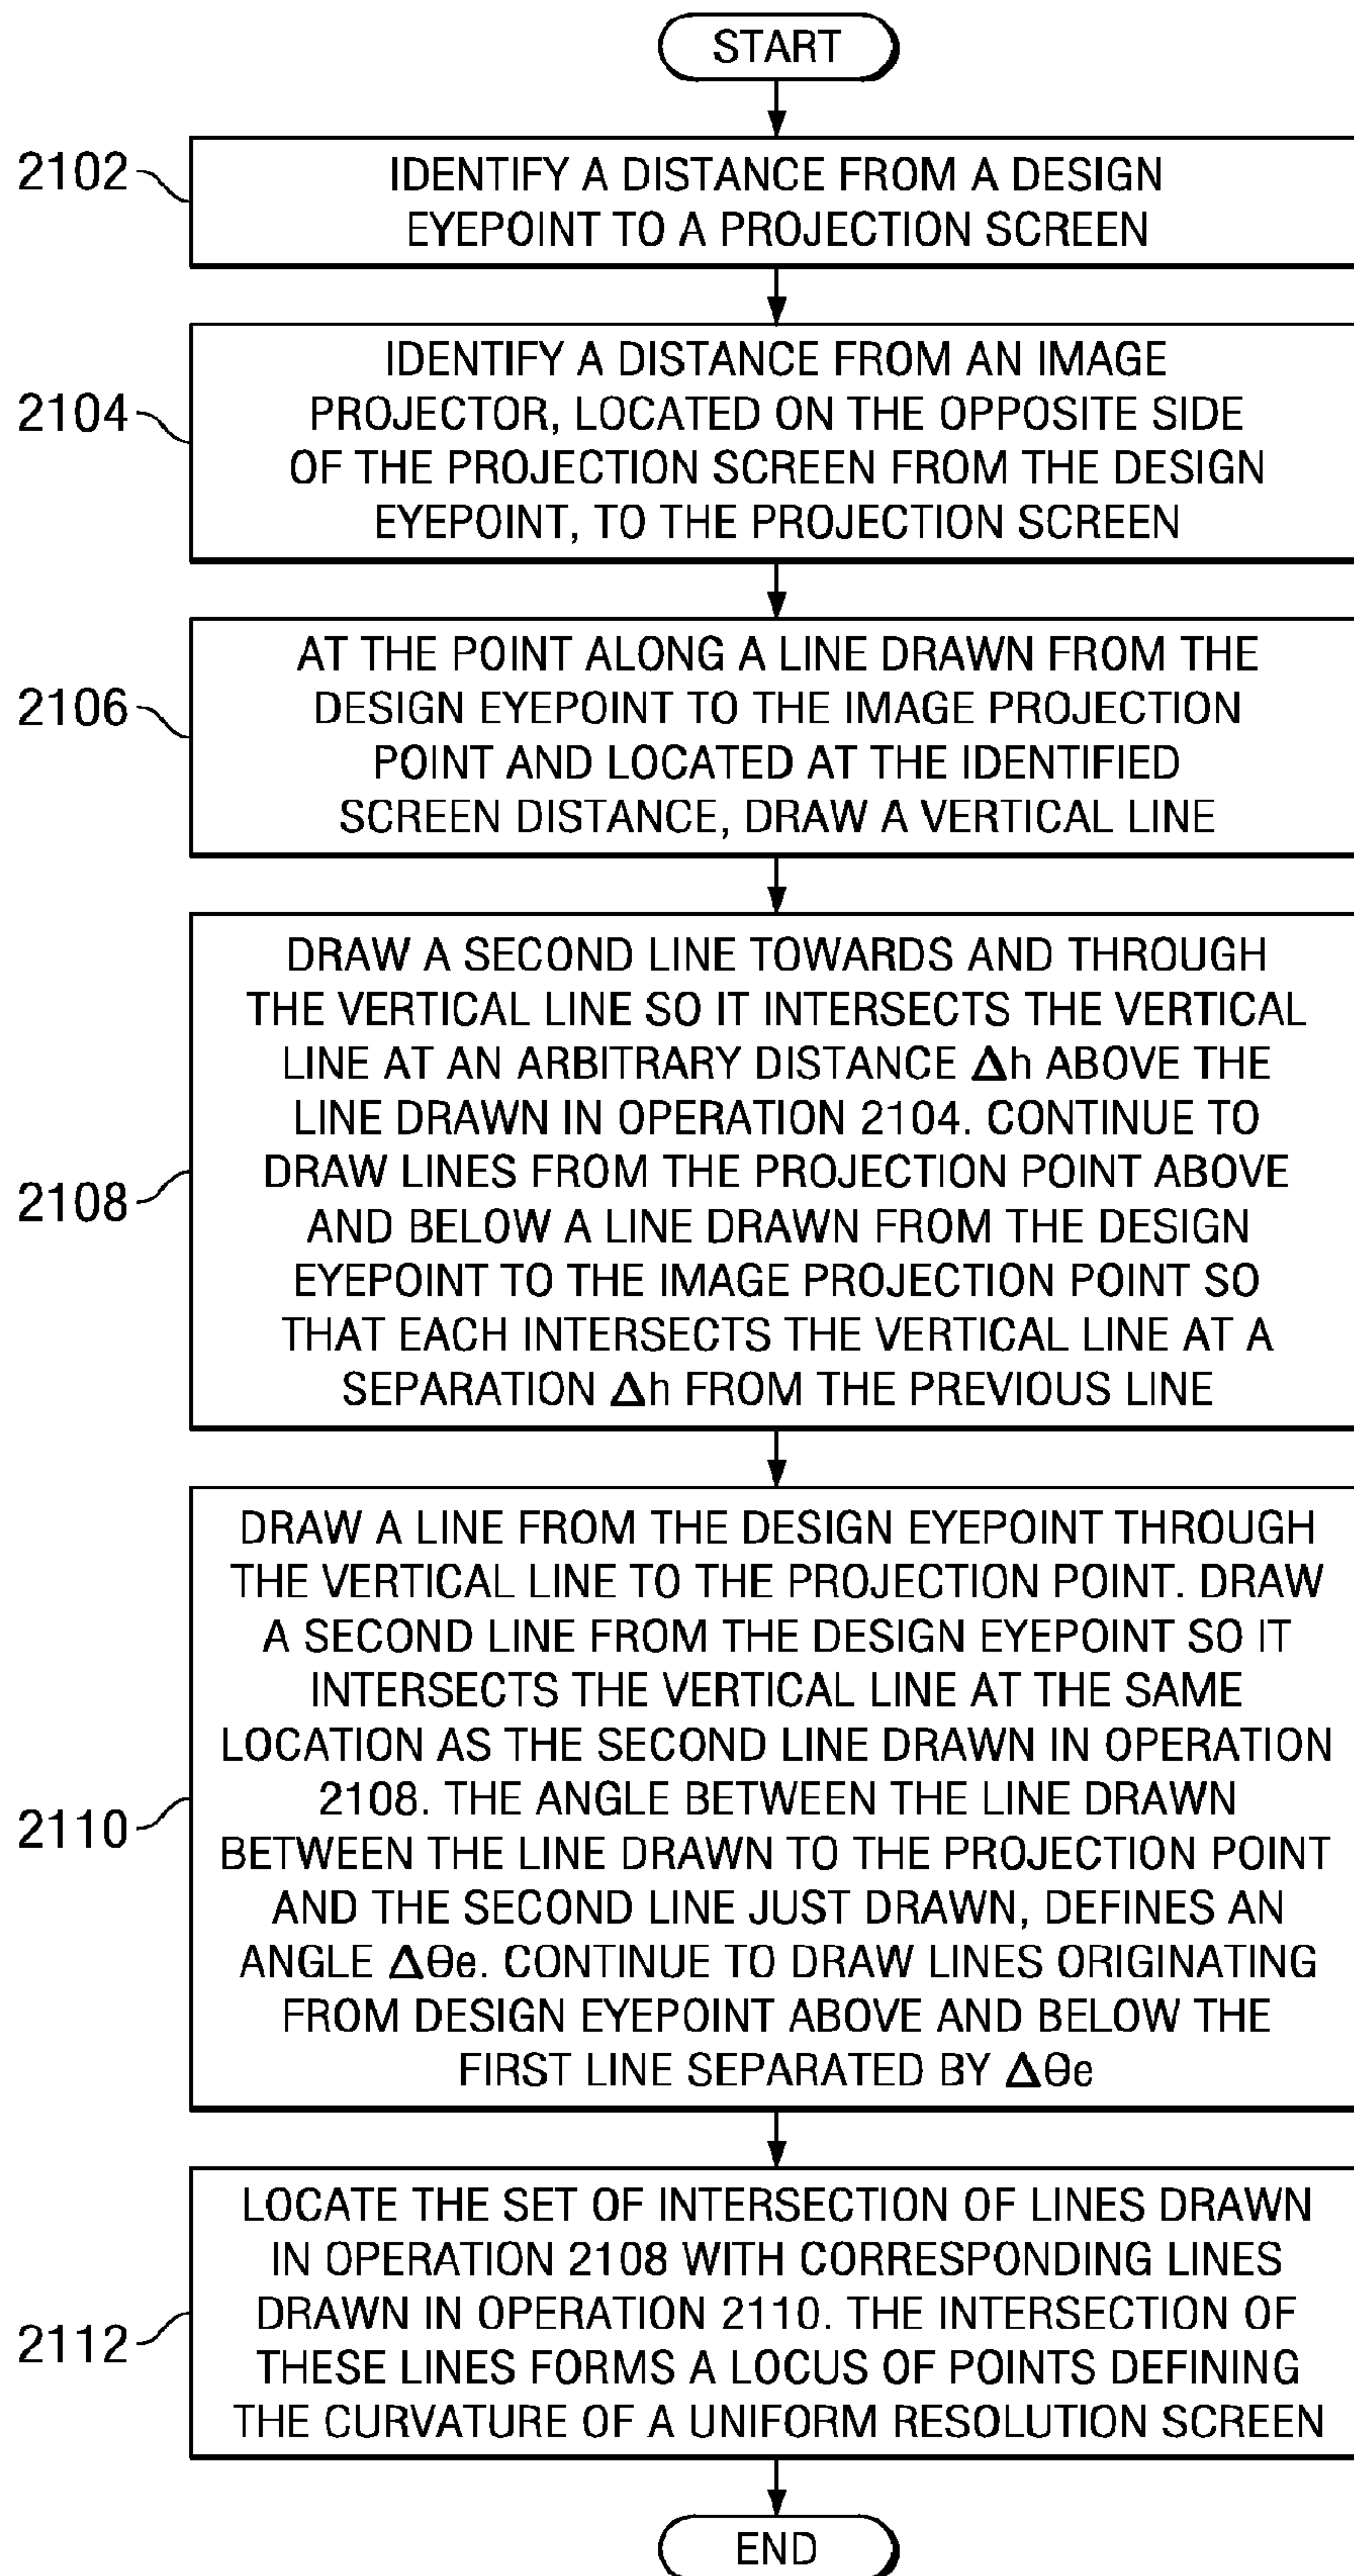 START
2102
IDENTIFY A DISTANCE FROM A DESIGN
EYEPOINT TO A PROJECTION SCREEN
2104
IDENTIFY A DISTANCE FROM AN IMAGE
PROJECTOR, LOCATED ON THE OPPOSITE SIDE
OF THE PROJECTION SCREEN FROM THE DESIGN
EYEPOINT, TO THE PROJECTION SCREEN
2106
AT THE POINT ALONG A LINE DRAWN FROM THE
DESIGN EYEPOINT TO THE IMAGE PROJECTION
POINT AND LOCATED AT THE IDENTIFIED
SCREEN DISTANCE, DRAW A VERTICAL LINE
2108
DRAW A SECOND LINE TOWARDS AND THROUGH
THE VERTICAL LINE SO IT INTERSECTS THE VERTICAL
LINE AT AN ARBITRARY DISTANCE Δh ABOVE THE
LINE DRAWN IN OPERATION 2104. CONTINUE TO
DRAW LINES FROM THE PROJECTION POINT ABOVE
AND BELOW A LINE DRAWN FROM THE DESIGN
EYEPOINT TO THE IMAGE PROJECTION POINT SO
THAT EACH INTERSECTS THE VERTICAL LINE AT A
SEPARATION Δh FROM THE PREVIOUS LINE
2110
DRAW A LINE FROM THE DESIGN EYEPOINT THROUGH
THE VERTICAL LINE TO THE PROJECTION POINT. DRAW
A SECOND LINE FROM THE DESIGN EYEPOINT SO IT
INTERSECTS THE VERTICAL LINE AT THE SAME
LOCATION AS THE SECOND LINE DRAWN IN OPERATION
2108. THE ANGLE BETWEEN THE LINE DRAWN
BETWEEN THE LINE DRAWN TO THE PROJECTION POINT
AND THE SECOND LINE JUST DRAWN, DEFINES AN
ANGLE Δθe. CONTINUE TO DRAW LINES ORIGINATING
FROM DESIGN EYEPOINT ABOVE AND BELOW THE
FIRST LINE SEPARATED BY Δθe
2112
LOCATE THE SET OF INTERSECTION OF LINES DRAWN
IN OPERATION 2108 WITH CORRESPONDING LINES
DRAWN IN OPERATION 2110. THE INTERSECTION OF
THESE LINES FORMS A LOCUS OF POINTS DEFINING
THE CURVATURE OF A UNIFORM RESOLUTION SCREEN
END